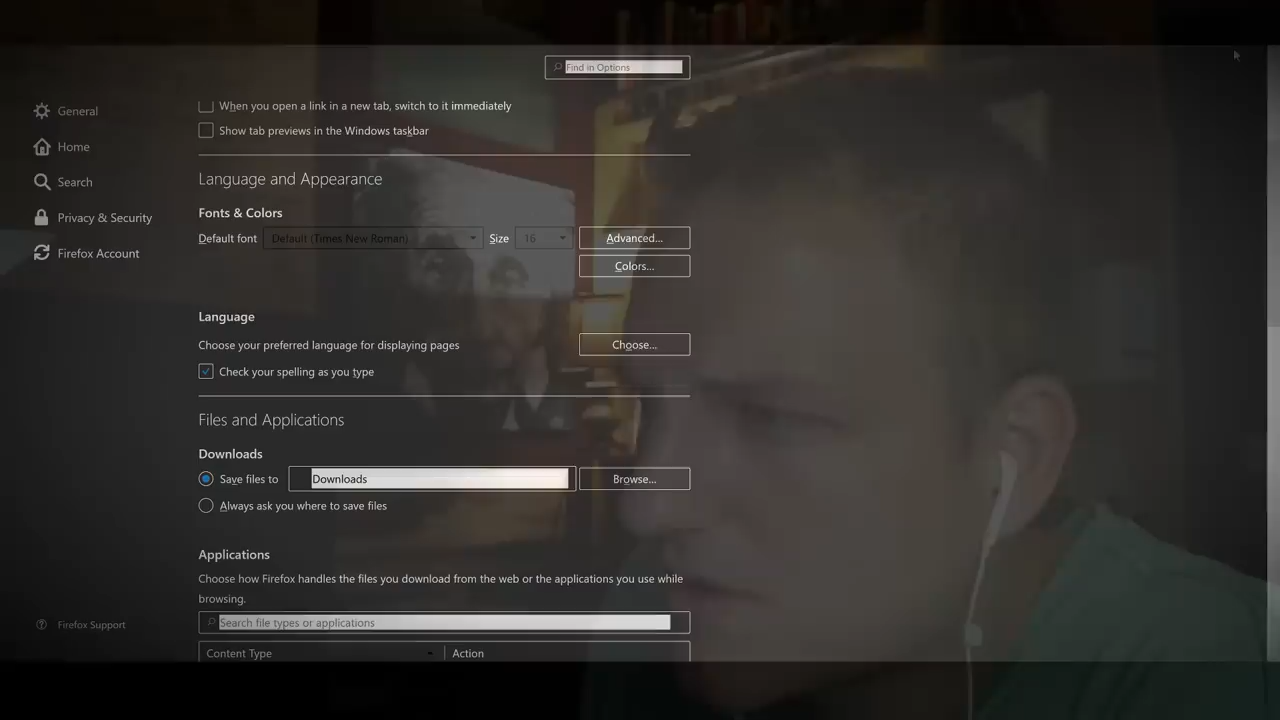 Find in Options
General
Home
Search
Privacy & Security
Firefox Account
When you open a link in a new tab, switch to it immediately
Show tab previews in the Windows taskbar
Language and Appearance
Fonts & Colors
Default font Default (Times New Roman) Size 16 Advanced...
Colors...
Language
Choose your preferred language for displaying pages Choose...
Check your spelling as you type
Files and Applications
Downloads
Save files to Downloads Browse...
Always ask you where to save files
Applications
Choose how Firefox handles the files you download from the web or the applications you use while
browsing.
Search file types or applications
Content Type Action
Firefox Support